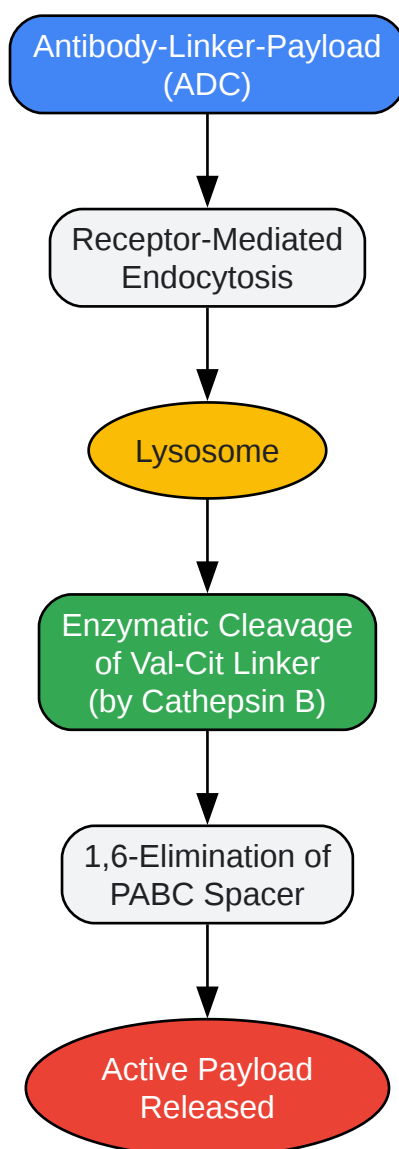 Antibody-Linker-Payload
(ADC)
Receptor-Mediated
Endocytosis
Lysosome
Enzymatic Cleavage
of Val-Cit Linker
(by Cathepsin B)
1,6-Elimination of
PABC Spacer
Active Payload
Released